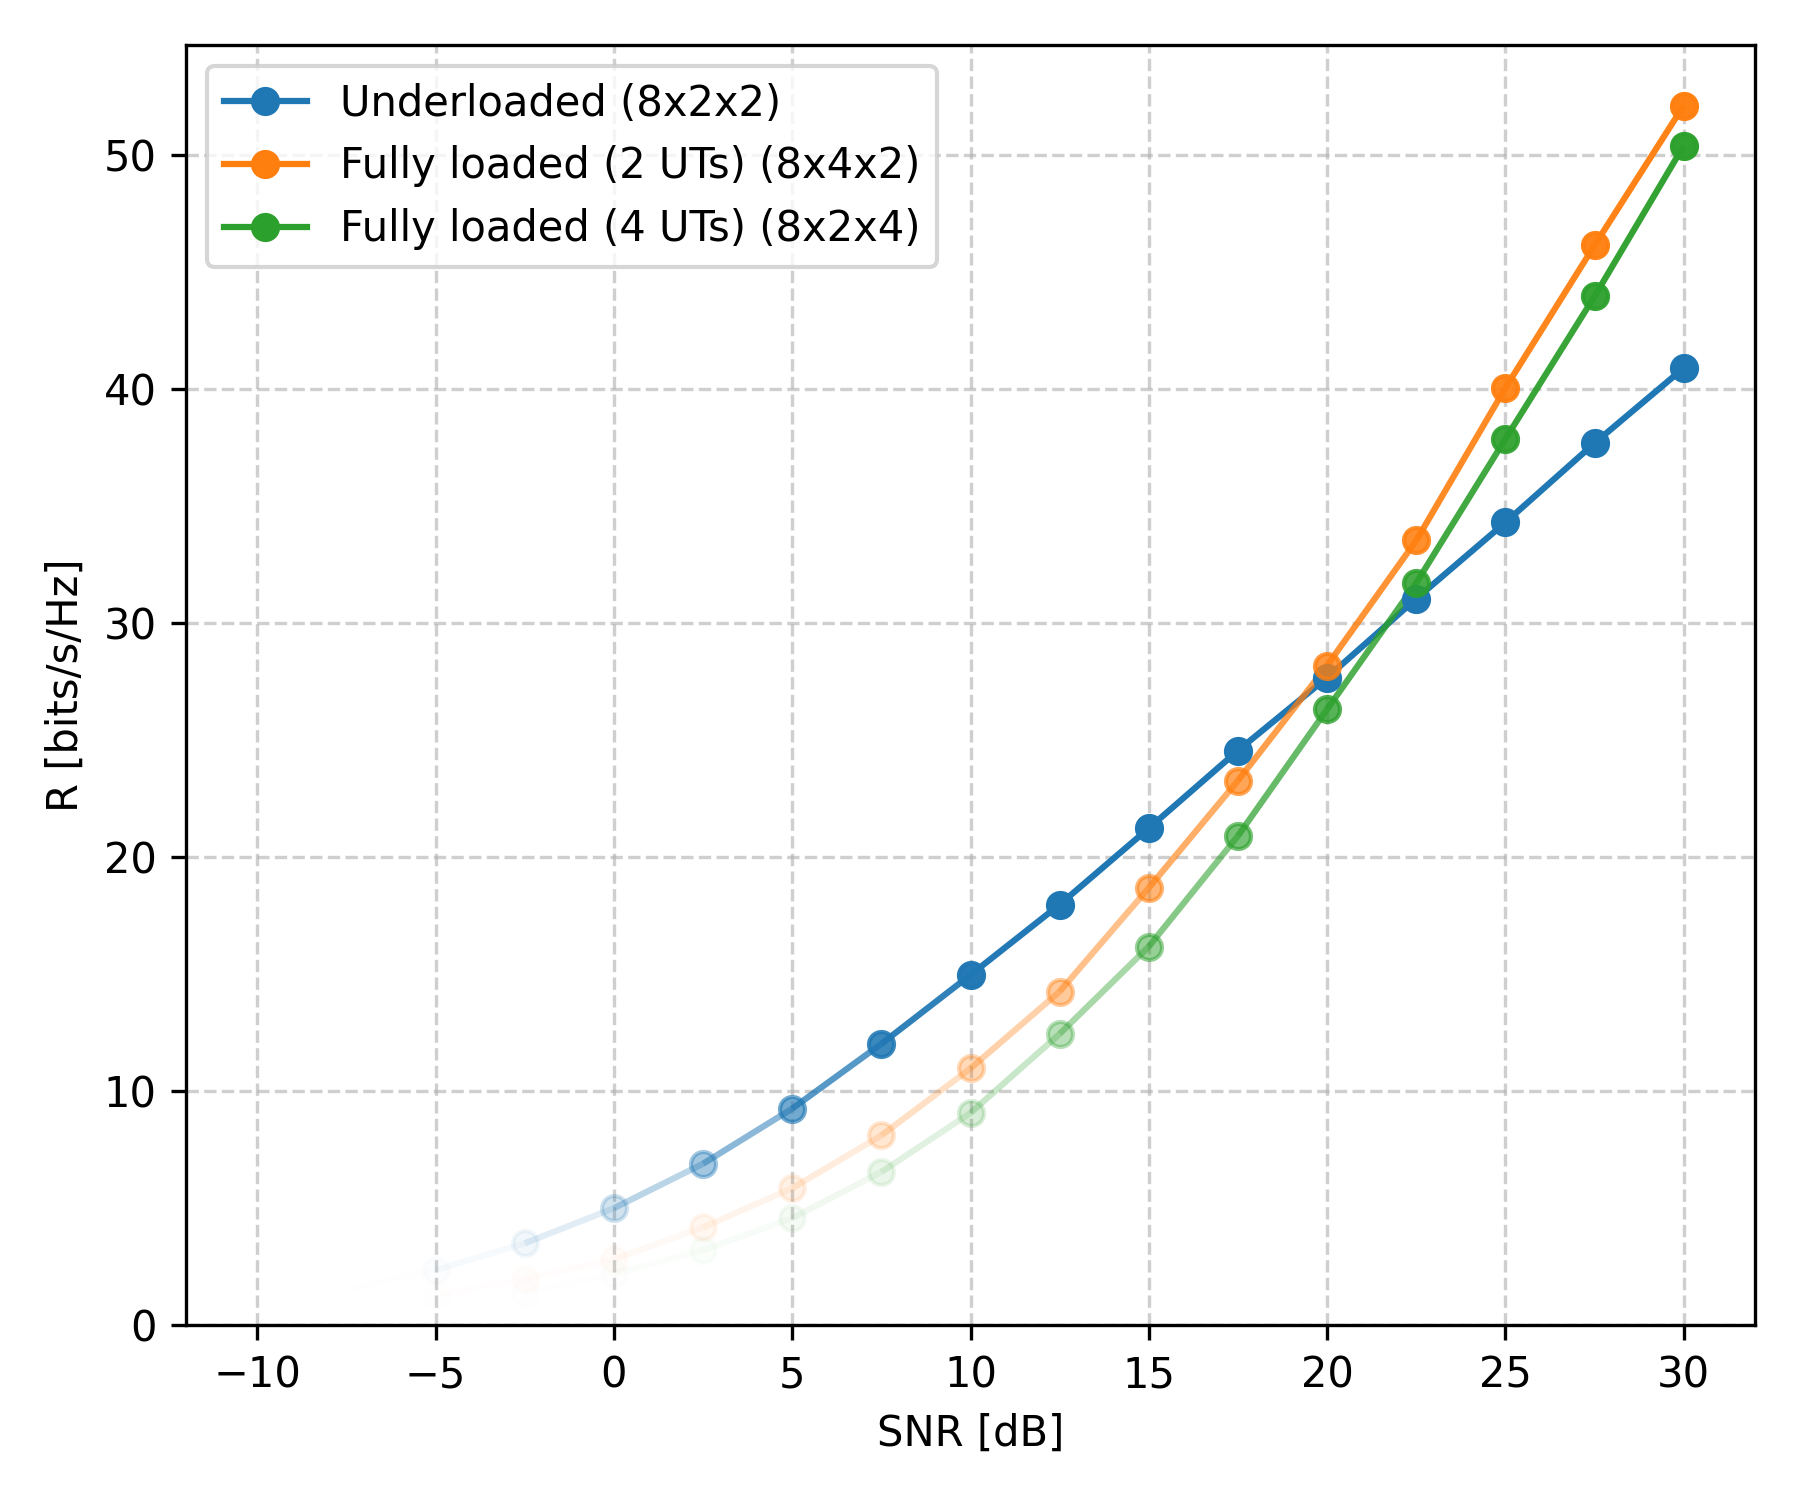 Underloaded (8x2x2)
Fully loaded (2 UTs) (8x4x2)
Fully loaded (4 UTs) (8x2x4)
50
40
30
20
10
0
R [bits/s/Hz]
−10 −5 0 5 10 15 20 25 30
SNR [dB]